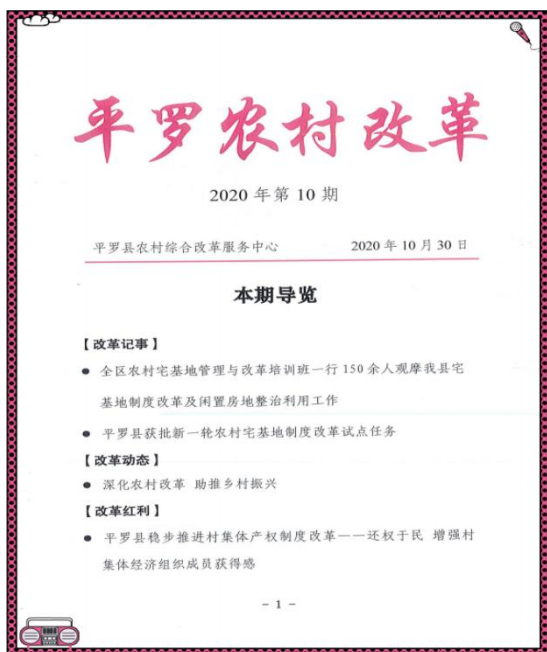 平罗农村改革
2020 年第 10 期
平罗县农村综合改革服务中心 2020 年 10 月 30 日
本期导览
【改革记事】
● 全区农村宅基地管理与改革培训班一行 150 余人观摩我县宅
基地制度改革及闲置房地整治利用工作
● 平罗县获批新一轮农村宅基地制度改革试点任务
【改革动态】
● 深化农村改革 助推乡村振兴
【改革红利】
● 平罗县稳步推进村集体产权制度改革——还权于民 增强村
集体经济组织成员获得感
- 1 -